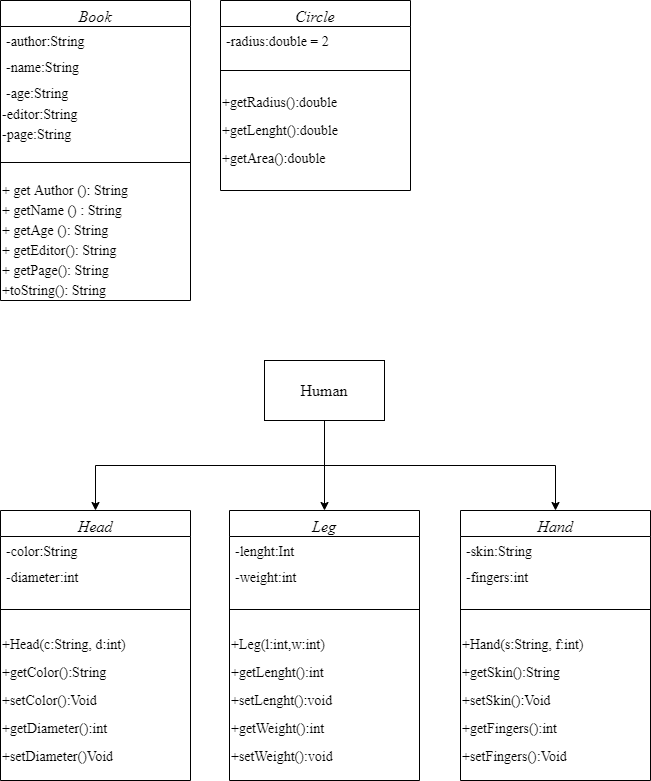 Book
-author:String
-name:String
-age:String
-editor:String
-page:String
+ get Author (): String
+ getName () : String
+ getAge (): String
+ getEditor(): String
+ getPage(): String
+toString(): String
Circle
-radius:double = 2
+getRadius():double
+getLenght():double
+getArea():double
Human
Head
-color:String
-diameter:int
+Head(c:String, d:int)
+getColor():String
+setColor():Void
+getDiameter():int
+setDiameter()Void
Leg
-lenght:Int
-weight:int
+Leg(l:int,w:int)
+getLenght():int
+setLenght():void
+getWeight():int
+setWeight():void
Hand
-skin:String
-fingers:int
+Hand(s:String, f:int)
+getSkin():String
+setSkin():Void
+getFingers():int
+setFingers():Void